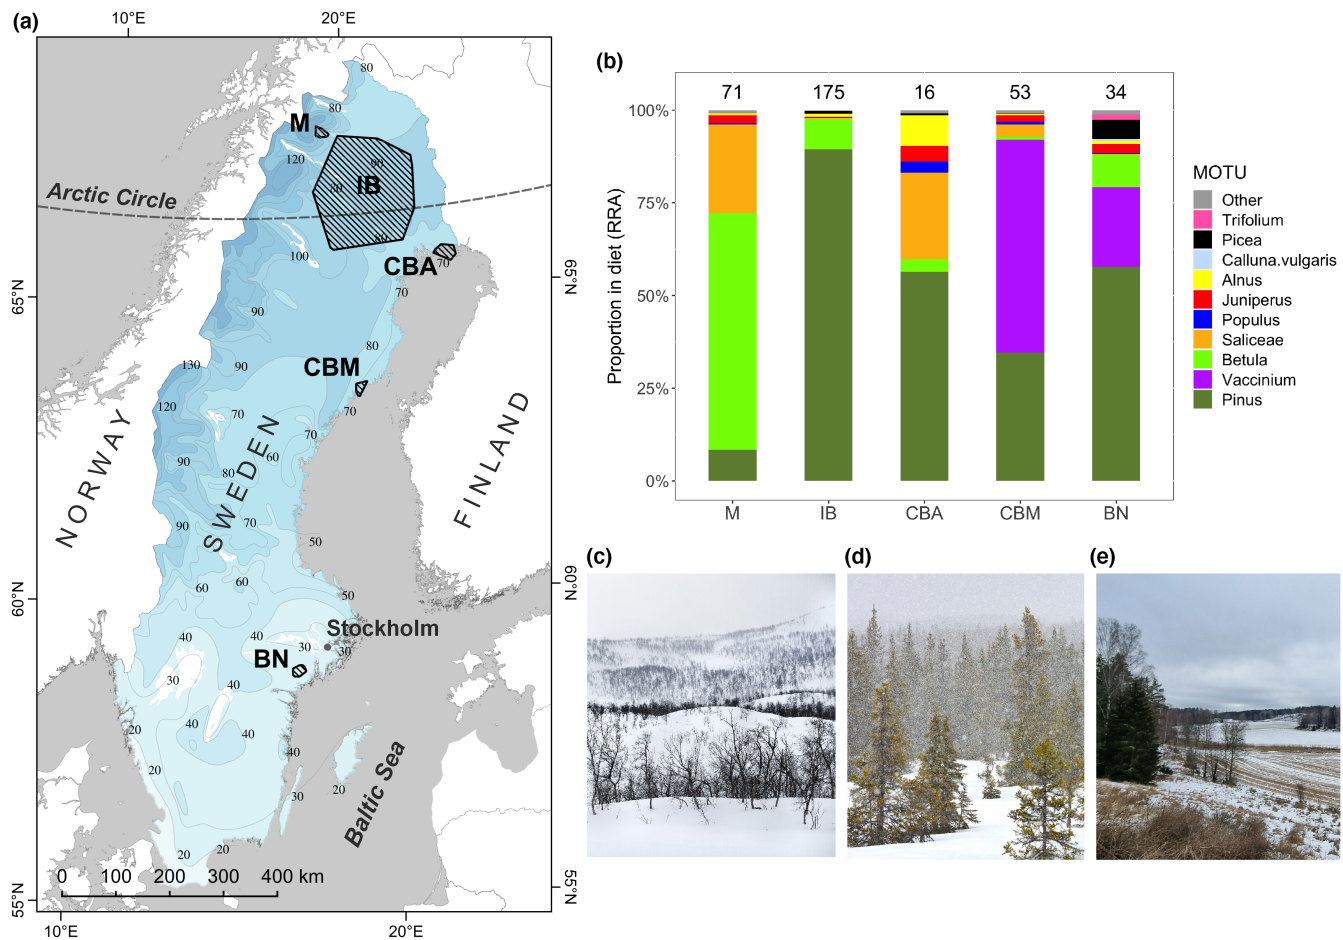 (a)
10°E
20°E
80
80
M
120
90
80
IB
Arctic Circle
80
100
CBA
70
65°N
65°N
70
90
80
130
90
CBM
120
70
70
70
NORWAY
SWEDEN
FINLAND
60
90
80
90
70
50
60
60
50
60°N
60°N
40
40
Stockholm
30
30
BN
30
40
20
40
40
40
20
20
30
Baltic Sea
20
20
0 100 200 300 400 km
55°N
55°N
10°E
20°E
(b)
71 175 16 53 34
100%
75%
50%
25%
0%
Proportion in diet (RRA)
M IB CBA CBM BN
MOTU
Other
Trifolium
Picea
Calluna.vulgaris
Alnus
Juniperus
Populus
Saliceae
Betula
Vaccinium
Pinus
(c)
(d)
(e)